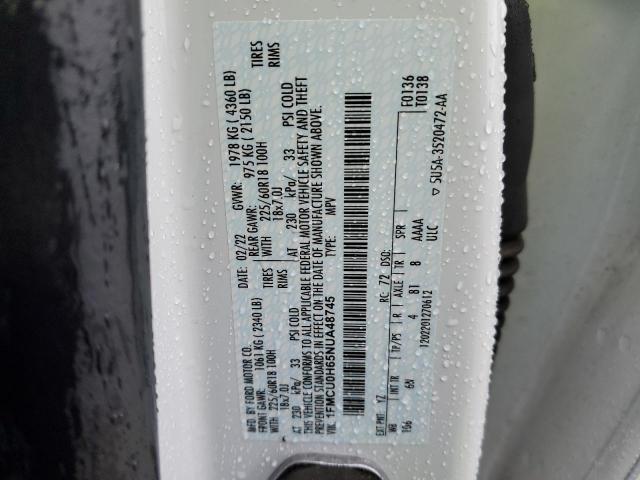 MFD. BY FORD MOTOR CO.
DATE: 02/22 GVWR: 1978 KG ( 4360 LB)
FRONT GAWR: 1061 KG ( 2340 LB) REAR GAWR: 975 KG ( 2150 LB)
WITH 225/60R18 100H TIRES WITH 225/60R18 100H TIRES
18x7.0J RIMS 18x7.0J RIMS
AT 230 kPa/ 33 PSI COLD AT 230 kPa/ 33 PSI COLD
THIS VEHICLE CONFORMS TO ALL APPLICABLE FEDERAL MOTOR VEHICLE SAFETY AND THEFT
PREVENTION STANDARDS IN EFFECT ON THE DATE OF MANUFACTURE SHOWN ABOVE.
VIN: 1FMCU0H65NUA48745 TYPE: MPV
F0136
T0138
EXT PNT: YZ RC: 72 DSO:
WB INT TR TP/PS R AXLE TR SPR
106 6N 4 81 8 AAAA
1202201270612 ULC
5U5A-3520472-AA